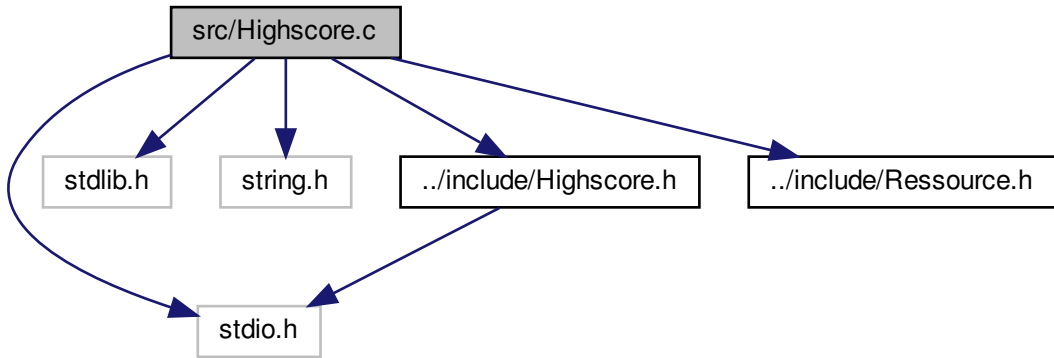 src/Highscore.c
stdlib.h
string.h
../include/Highscore.h
../include/Ressource.h
stdio.h